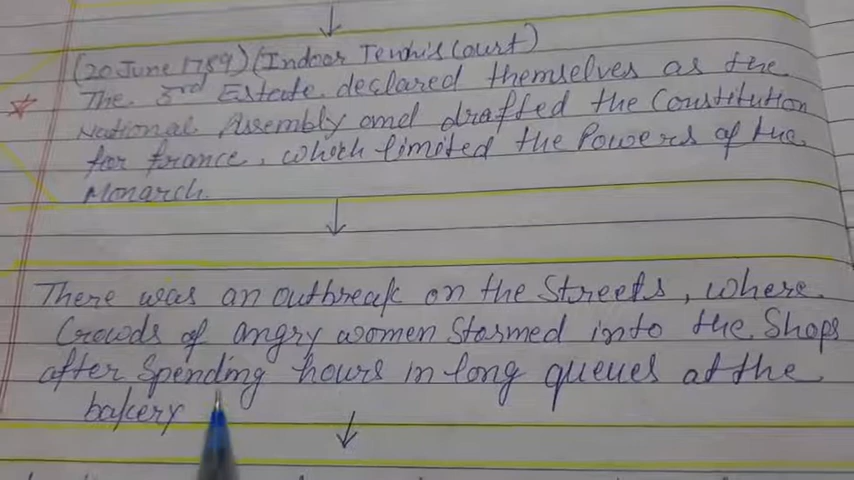 (20 June 1789) (Indoor Tennis Court)
The 3rd Estate declared themselves as the
National Assembly and drafted the Constitution
for france, which limited the Powers of the
Monarch.
There was an outbreak on the Streets, where
Crowds of angry women Stormed into the Shops
after Spending hours in long queues at the
bakery